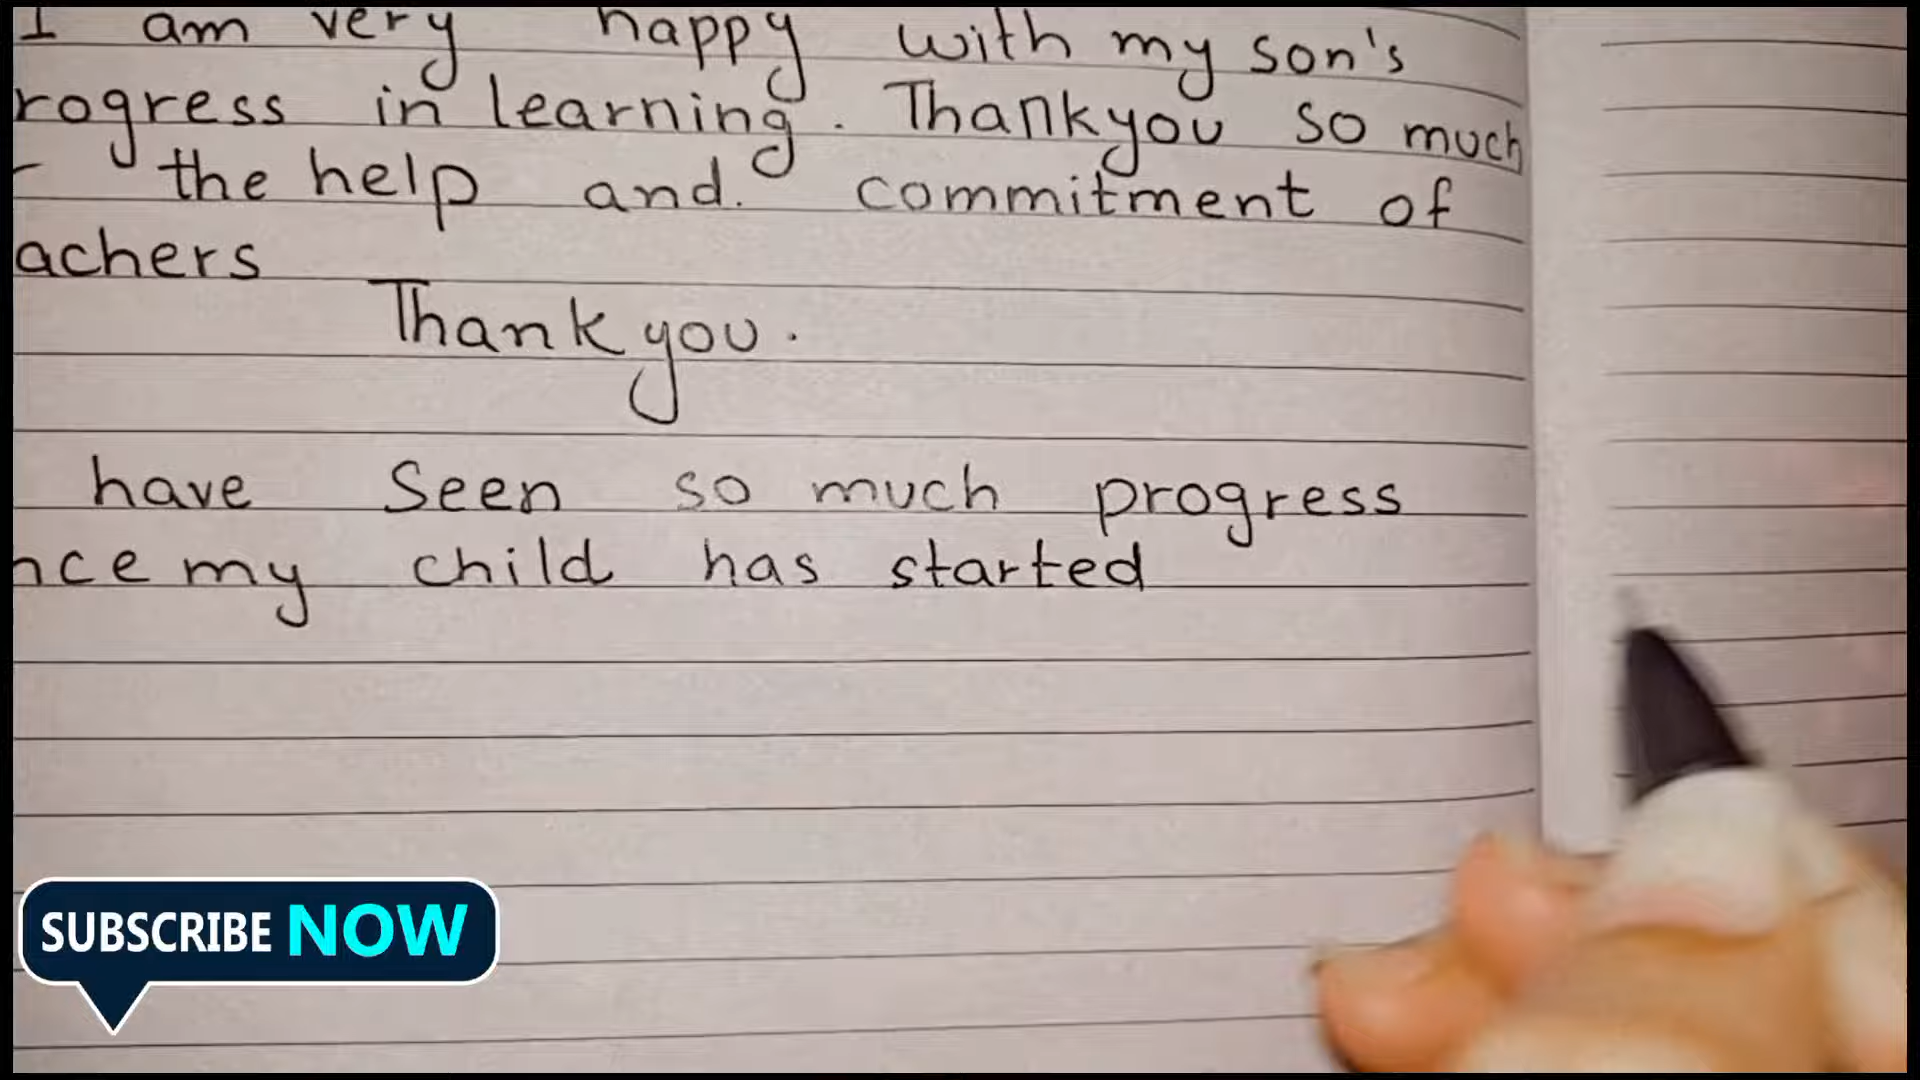 I am very happy with my son's
rogress in learning. Thankyou so much
the help and. commitment of
achers
Thank you.
have Seen so much progress
nce my child has started
SUBSCRIBE NOW